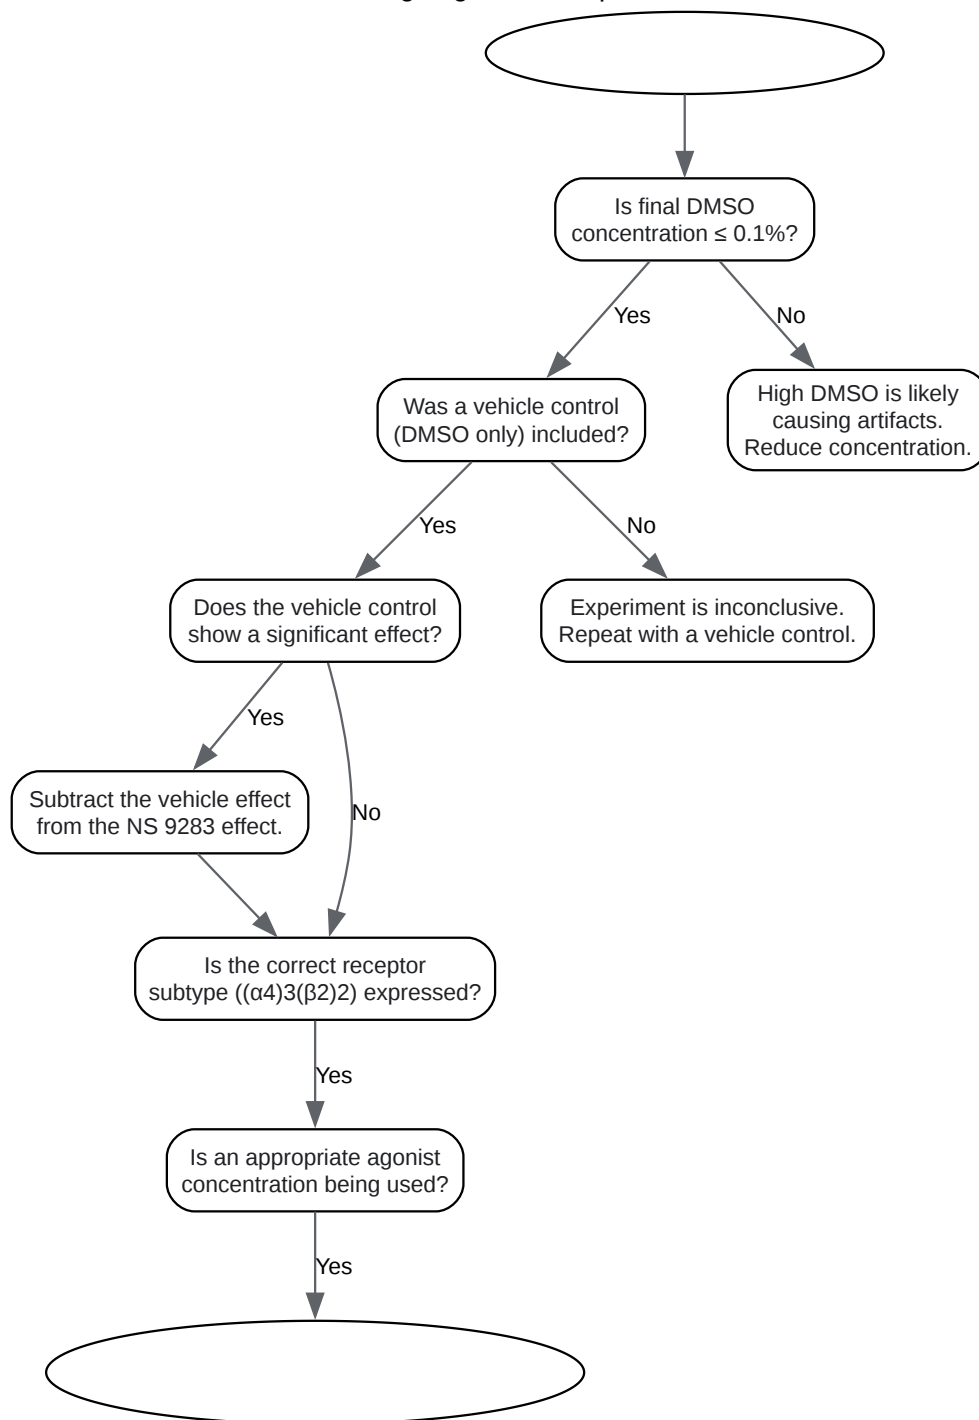 Is final DMSO
concentration ≤ 0.1%?
Yes
No
Was a vehicle control
(DMSO only) included?
High DMSO is likely
causing artifacts.
Reduce concentration.
Yes
No
Does the vehicle control
show a significant effect?
Experiment is inconclusive.
Repeat with a vehicle control.
Yes
Subtract the vehicle effect
from the NS 9283 effect.
No
Is the correct receptor
subtype ((α4)3(β2)2) expressed?
Yes
Is an appropriate agonist
concentration being used?
Yes